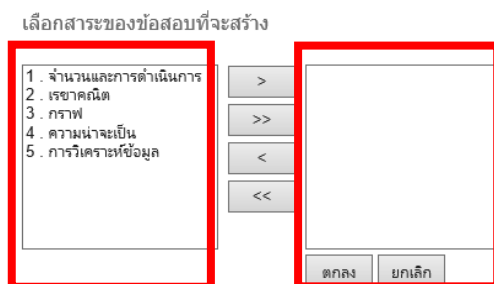 เลือกสาระของข้อสอบที่จะสร้าง
1 . จำนวนและการดำเนินการ
2 . เรขาคณิต
3 . กราฟ
4 . ความน่าจะเป็น
5 . การวิเคราะห์ข้อมูล
>
>>
<
<<
ตกลง ยกเลิก